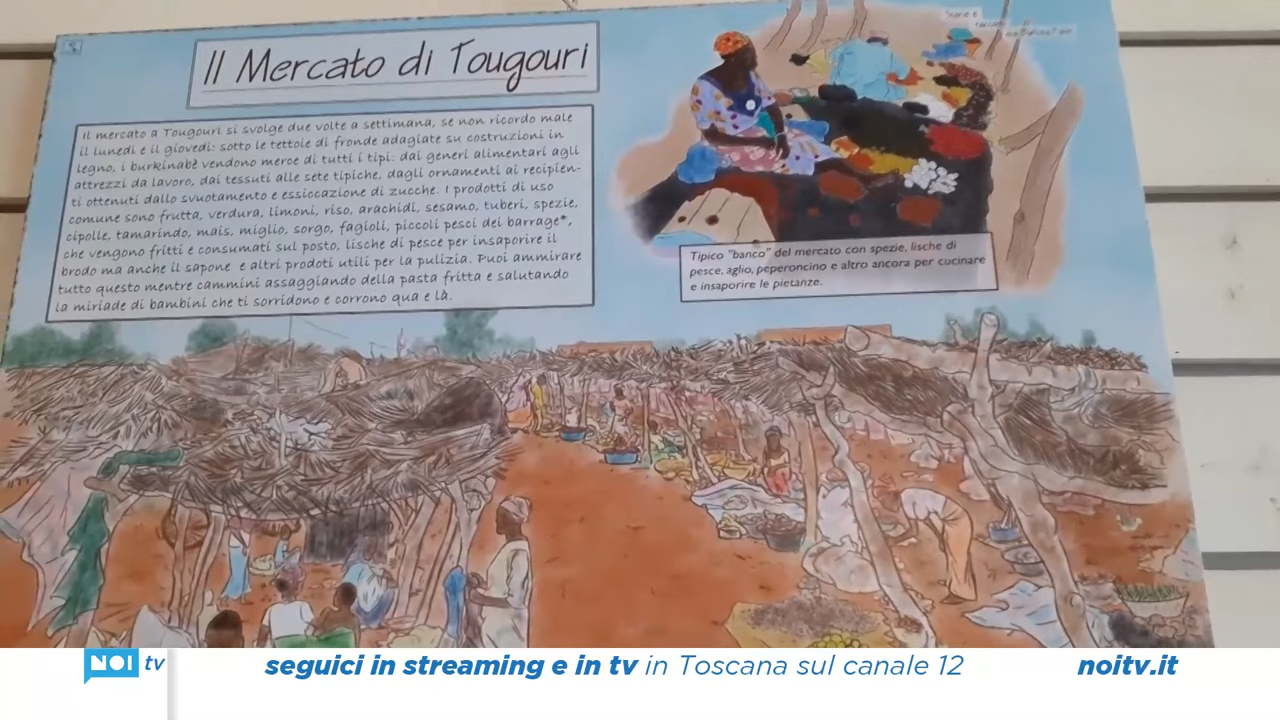 Il Mercato di Tougouri
Il mercato a Tougouri si svolge due volte a settimana, se non ricordo male
il lunedì e il giovedì: sotto le tettoie di fronde adagiate su costruzioni in
legno, i burkinabè vendono merce di tutti i tipi: dai generi alimentari agli
attrezzi da lavoro, dai tessuti alle sete tipiche, dagli ornamenti ai recipien-
ti ottenuti dallo svuotamento e essiccazione di zucche. I prodotti di uso
comune sono frutta, verdura, limoni, riso, arachidi, sesamo, tuberi, spezie,
cipolle, tamarindo, mais, miglio, sorgo, fagioli, piccoli pesci dei barrage*,
che vengono fritti e consumati sul posto, lische di pesce per insaporire il
brodo ma anche il sapone e altri prodoti utili per la pulizia. Puoi ammirare
tutto questo mentre cammini assaggiando della pasta fritta e salutando
la miriade di bambini che ti sorridono e corrono qua e là.
Storie e
Tipico "banco" del mercato con spezie, lische di
pesce, aglio, peperoncino e altro ancora per cucinare
e insaporire le pietanze.
NOI tv
seguici in streaming e in tv in Toscana sul canale 12
noitv.it